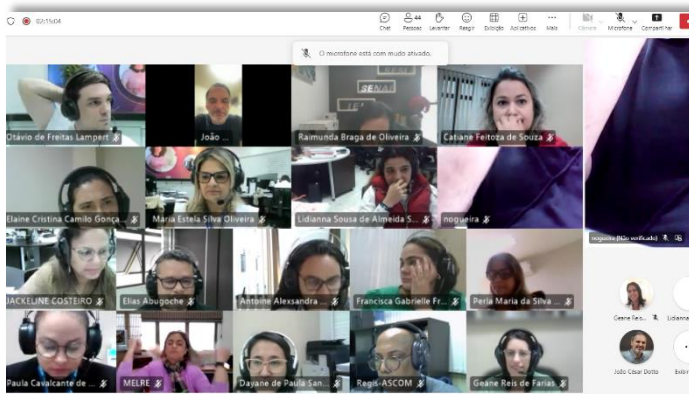 02:15:04
44
Chat Pessoas Levantar Reagir Exibição Aplicativos Mais Câmera Microfone Compartilhar
O microfone está com mudo ativado.
SENAI
Otávio de Freitas Lampert
João ...
Raimunda Braga de Oliveira
Catiane Feitoza de Souza
Elaine Cristina Camilo Gonça...
Maria Estela Silva Oliveira
Lidianna Sousa de Almeida S...
nogueira
nogueira (Não verificado)
JACKELINE COSTEIRO
Elias Abugoche
Antoine Alexsandra ...
Francisca Gabrielle Fr...
Perla Maria da Silva ...
Geane Reis...
Lidianna
Paula Cavalcante de ...
MELRE
Dayane de Paula San...
Regis-ASCOM
Geane Reis de Farias
João César Dotto
Exibir